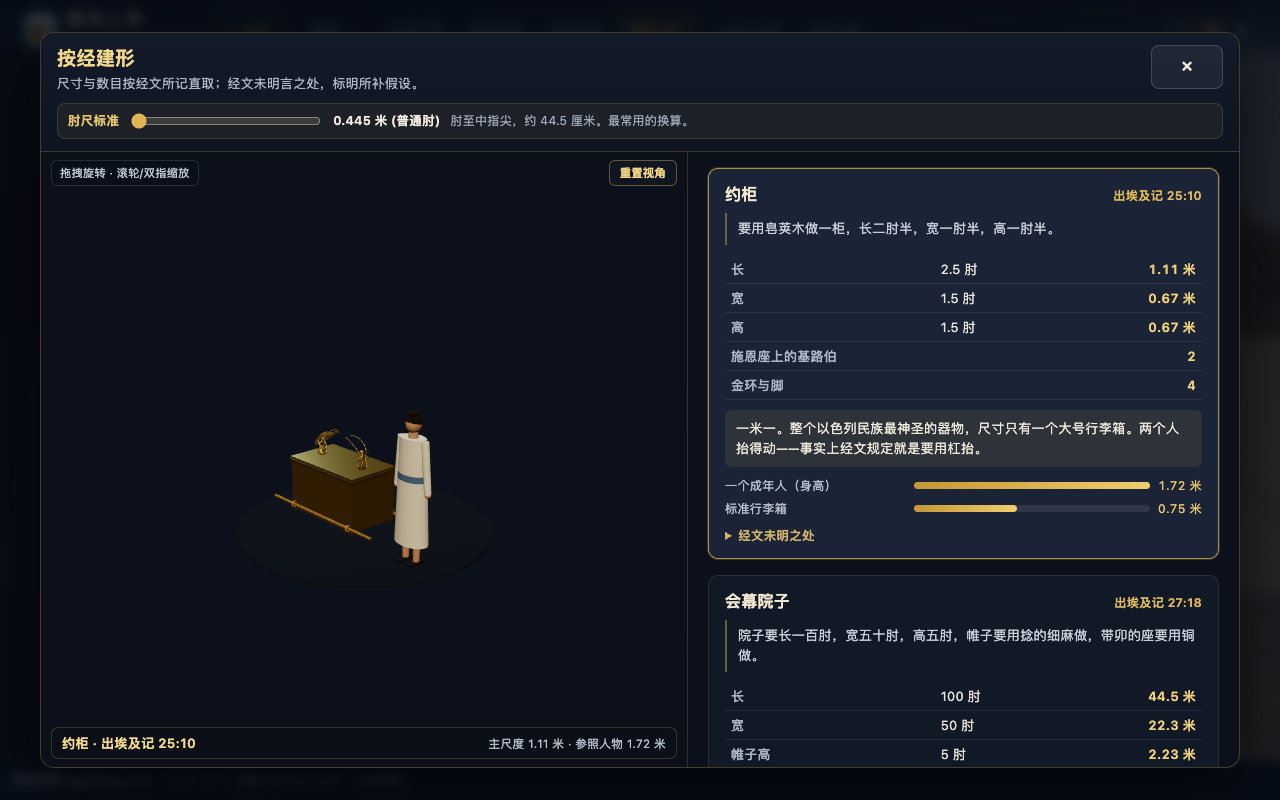 按经建形
尺寸与数目按经文所记直取；经文未明言之处，标明所补假设。
×
肘尺标准 0.445 米 (普通肘) 肘至中指尖，约 44.5 厘米。最常用的换算。
拖拽旋转 · 滚轮/双指缩放
重置视角
约柜 · 出埃及记 25:10
主尺度 1.11 米 · 参照人物 1.72 米
约柜
出埃及记 25:10
要用皂荚木做一柜，长二肘半，宽一肘半，高一肘半。
长 2.5 肘 1.11 米
宽 1.5 肘 0.67 米
高 1.5 肘 0.67 米
施恩座上的基路伯 2
金环与脚 4
一米一。整个以色列民族最神圣的器物，尺寸只有一个大号行李箱。两个人
抬得动——事实上经文规定就是要用杠抬。
一个成年人（身高） 1.72 米
标准行李箱 0.75 米
▶ 经文未明之处
会幕院子
出埃及记 27:18
院子要长一百肘，宽五十肘，高五肘，帷子要用捻的细麻做，带卯的座要用铜
做。
长 100 肘 44.5 米
宽 50 肘 22.3 米
帷子高 5 肘 2.23 米